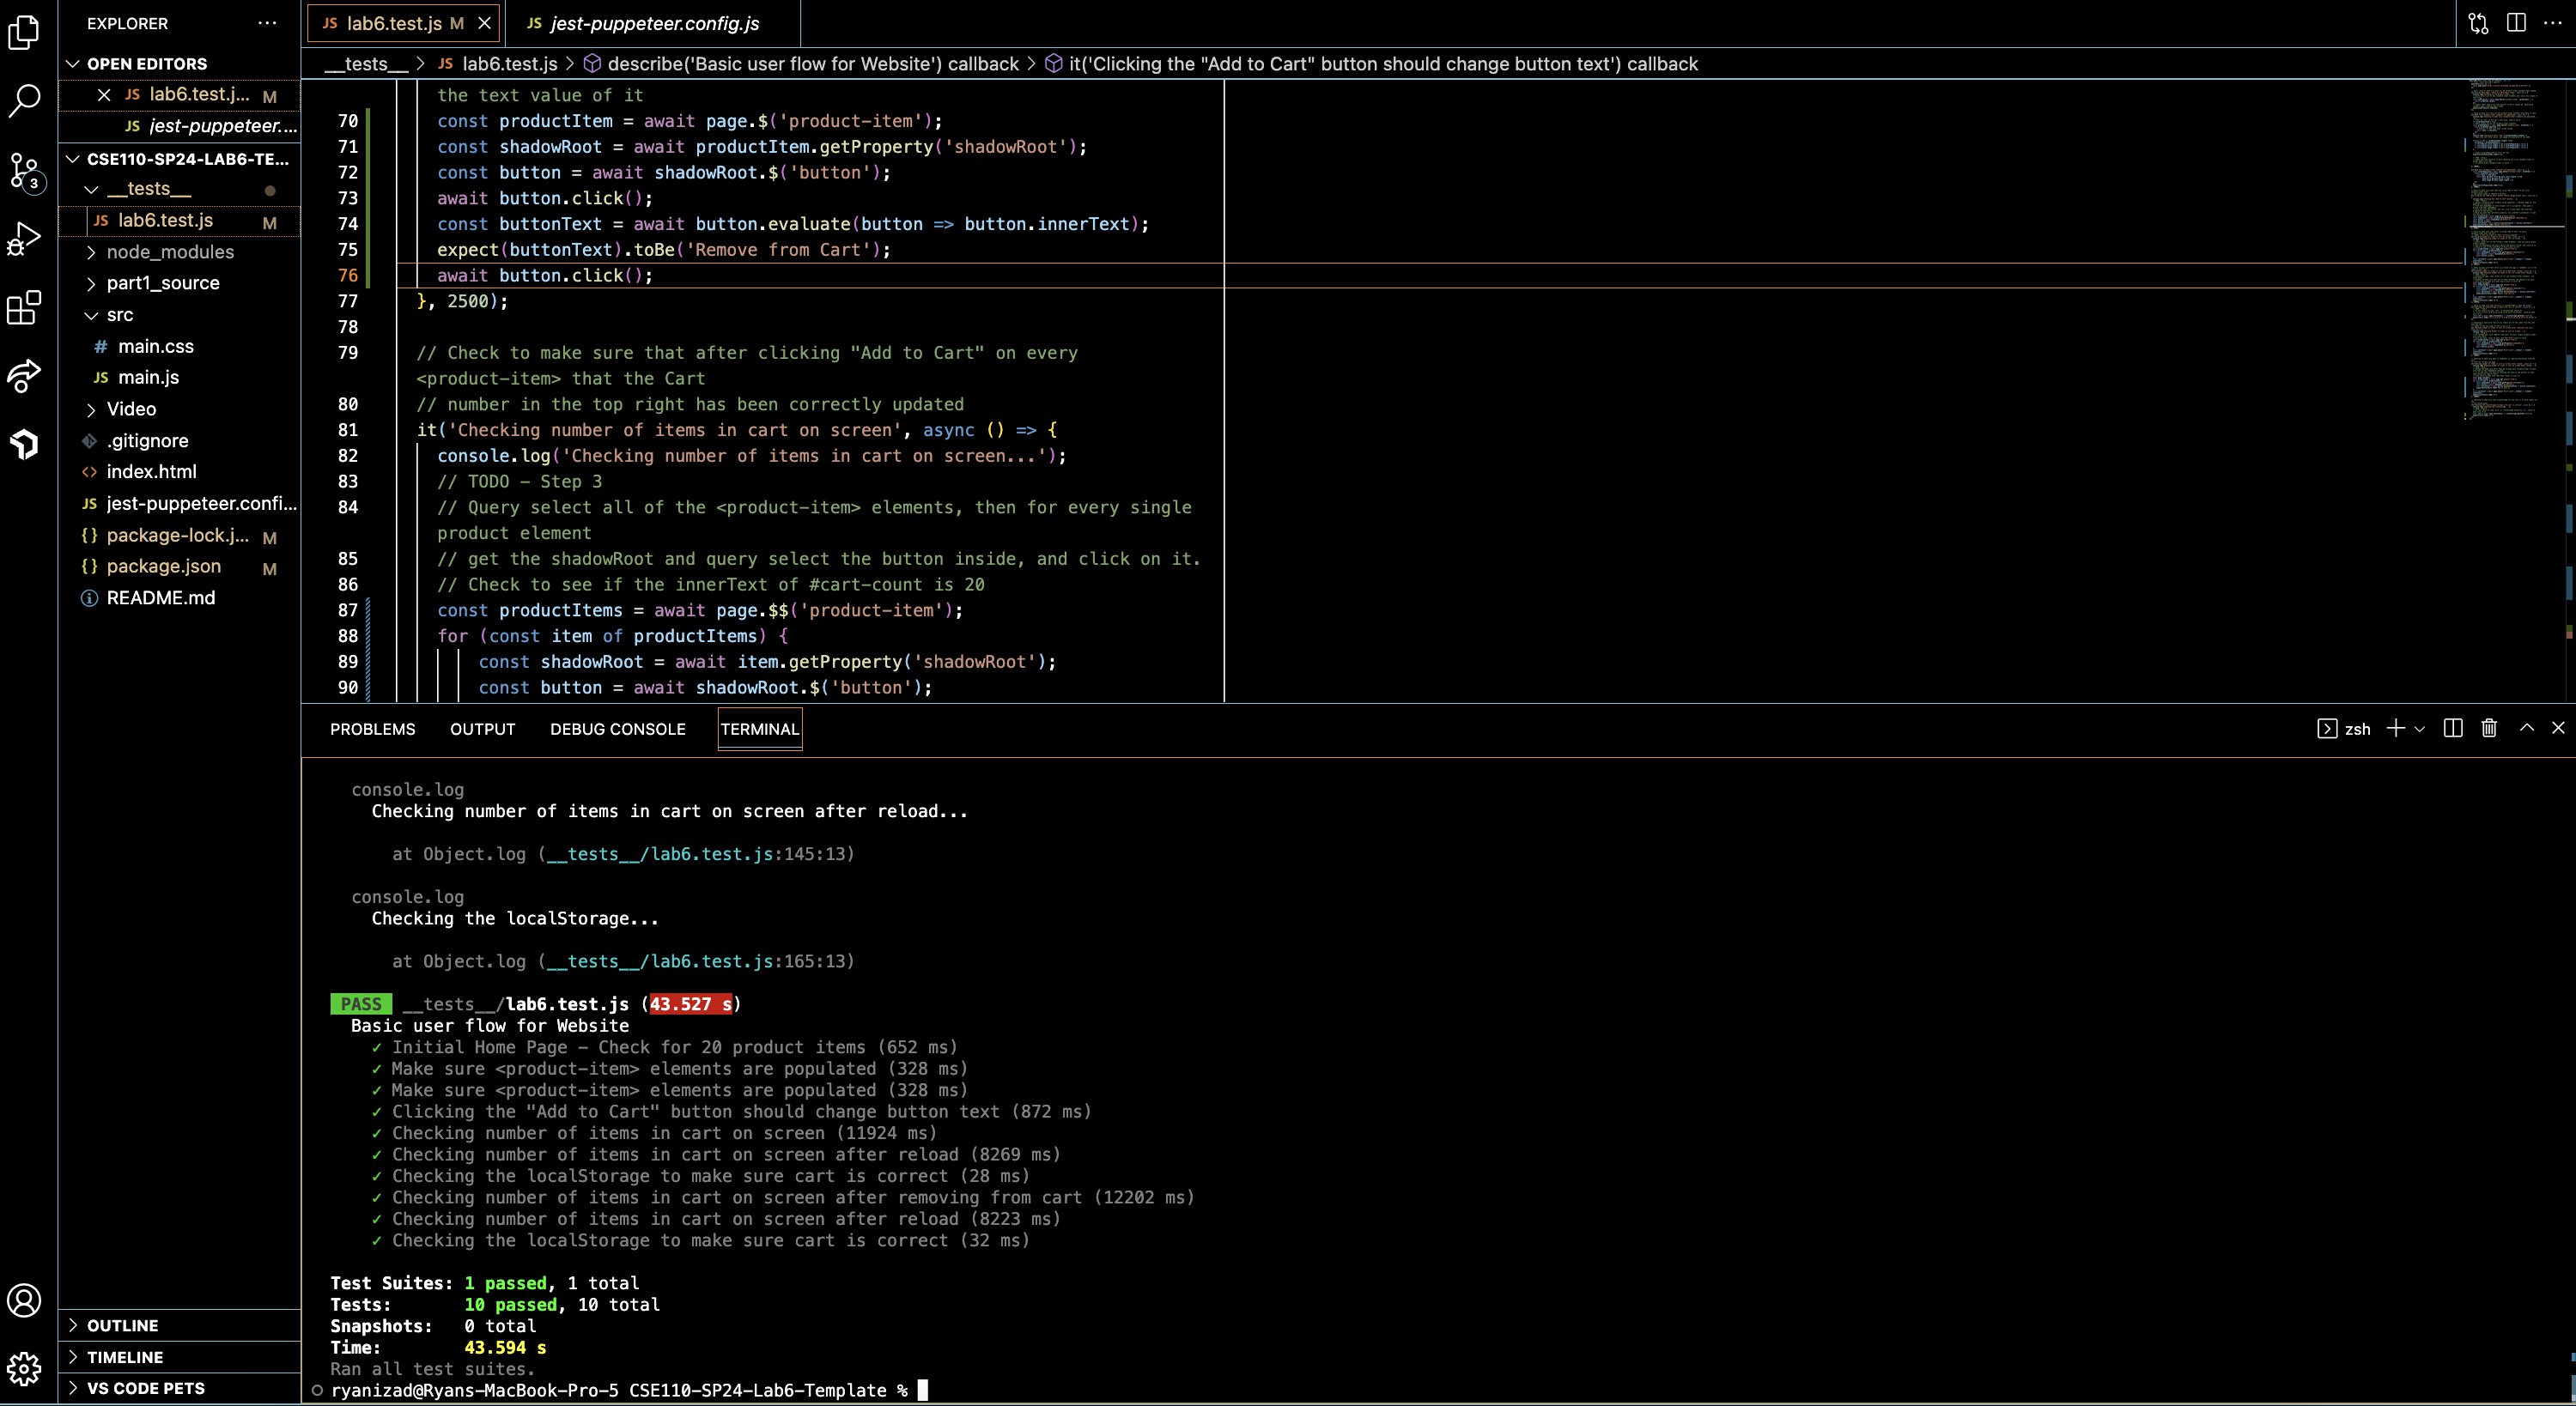 EXPLORER
OPEN EDITORS
JS lab6.test.j... M
JS jest-puppeteer....
CSE110-SP24-LAB6-TE...
__tests__
JS lab6.test.js M
node_modules
part1_source
src
# main.css
JS main.js
Video
.gitignore
<> index.html
JS jest-puppeteer.confi...
{} package-lock.j... M
{} package.json M
README.md
OUTLINE
TIMELINE
VS CODE PETS
3
JS lab6.test.js M
JS jest-puppeteer.config.js
__tests__ > JS lab6.test.js > describe('Basic user flow for Website') callback > it('Clicking the "Add to Cart" button should change button text') callback
the text value of it
70 const productItem = await page.$('product-item');
71 const shadowRoot = await productItem.getProperty('shadowRoot');
72 const button = await shadowRoot.$('button');
73 await button.click();
74 const buttonText = await button.evaluate(button => button.innerText);
75 expect(buttonText).toBe('Remove from Cart');
76 await button.click();
77 }, 2500);
78
79 // Check to make sure that after clicking "Add to Cart" on every
<product-item> that the Cart
80 // number in the top right has been correctly updated
81 it('Checking number of items in cart on screen', async () => {
82 console.log('Checking number of items in cart on screen...');
83 // TODO - Step 3
84 // Query select all of the <product-item> elements, then for every single
product element
85 // get the shadowRoot and query select the button inside, and click on it.
86 // Check to see if the innerText of #cart-count is 20
87 const productItems = await page.$$('product-item');
88 for (const item of productItems) {
89 const shadowRoot = await item.getProperty('shadowRoot');
90 const button = await shadowRoot.$('button');
PROBLEMS OUTPUT DEBUG CONSOLE TERMINAL
zsh
console.log
Checking number of items in cart on screen after reload...
at Object.log (__tests__/lab6.test.js:145:13)
console.log
Checking the localStorage...
at Object.log (__tests__/lab6.test.js:165:13)
PASS __tests__/lab6.test.js (43.527 s)
Basic user flow for Website
✓ Initial Home Page - Check for 20 product items (652 ms)
✓ Make sure <product-item> elements are populated (328 ms)
✓ Make sure <product-item> elements are populated (328 ms)
✓ Clicking the "Add to Cart" button should change button text (872 ms)
✓ Checking number of items in cart on screen (11924 ms)
✓ Checking number of items in cart on screen after reload (8269 ms)
✓ Checking the localStorage to make sure cart is correct (28 ms)
✓ Checking number of items in cart on screen after removing from cart (12202 ms)
✓ Checking number of items in cart on screen after reload (8223 ms)
✓ Checking the localStorage to make sure cart is correct (32 ms)
Test Suites: 1 passed, 1 total
Tests: 10 passed, 10 total
Snapshots: 0 total
Time: 43.594 s
Ran all test suites.
ryanizad@Ryans-MacBook-Pro-5 CSE110-SP24-Lab6-Template %